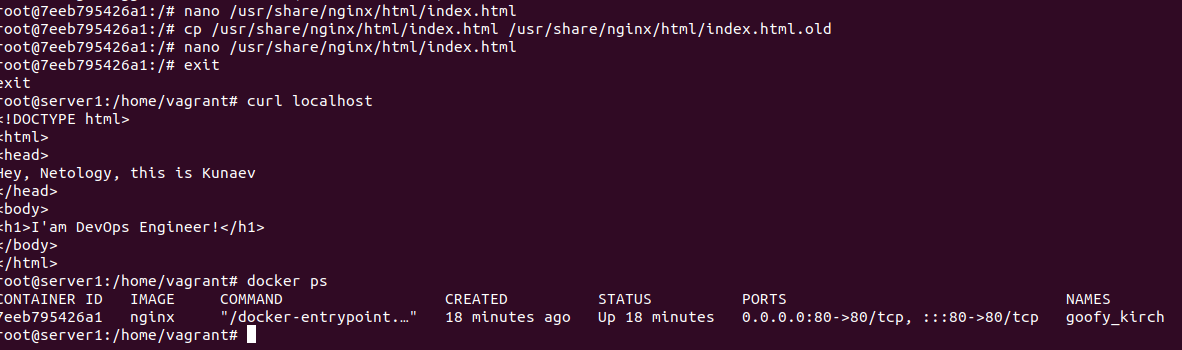 root@7eeb795426a1:/# nano /usr/share/nginx/html/index.html
root@7eeb795426a1:/# cp /usr/share/nginx/html/index.html /usr/share/nginx/html/index.html.old
root@7eeb795426a1:/# nano /usr/share/nginx/html/index.html
root@7eeb795426a1:/# exit
exit
root@server1:/home/vagrant# curl localhost
<!DOCTYPE html>
<html>
<head>
Hey, Netology, this is Kunaev
</head>
<body>
<h1>I'am DevOps Engineer!</h1>
</body>
</html>
root@server1:/home/vagrant# docker ps
CONTAINER ID IMAGE COMMAND CREATED STATUS PORTS NAMES
7eeb795426a1 nginx "/docker-entrypoint.…" 18 minutes ago Up 18 minutes 0.0.0.0:80->80/tcp, :::80->80/tcp goofy_kirch
root@server1:/home/vagrant#